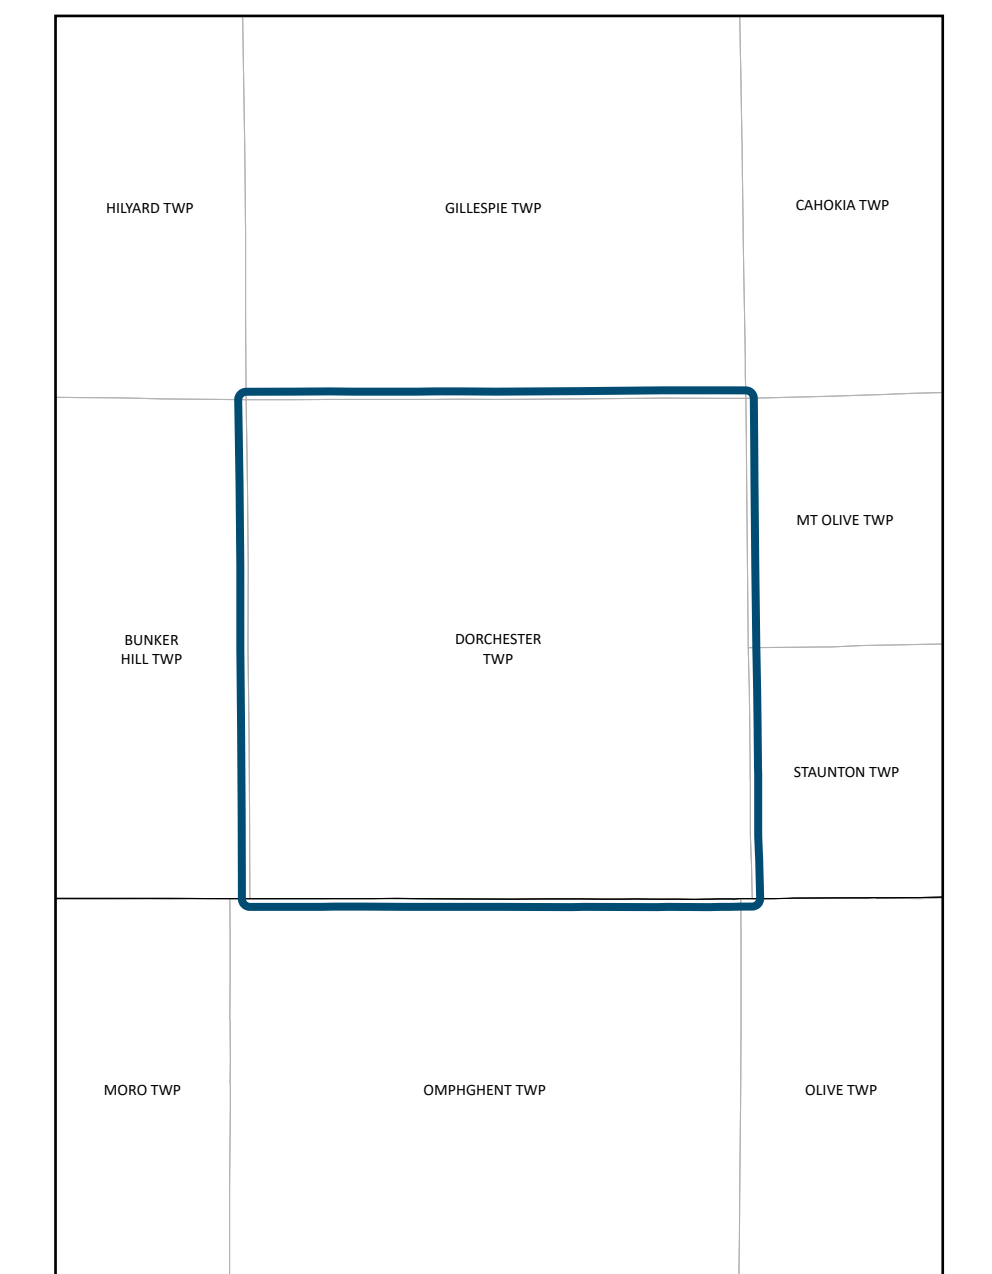 HILYARD TWP
GILLESPIE TWP
CAHOKIA TWP
MT OLIVE TWP
BUNKER
HILL TWP
DORCHESTER
TWP
STAUNTON TWP
MORO TWP
OMPHGHENT TWP
OLIVE TWP